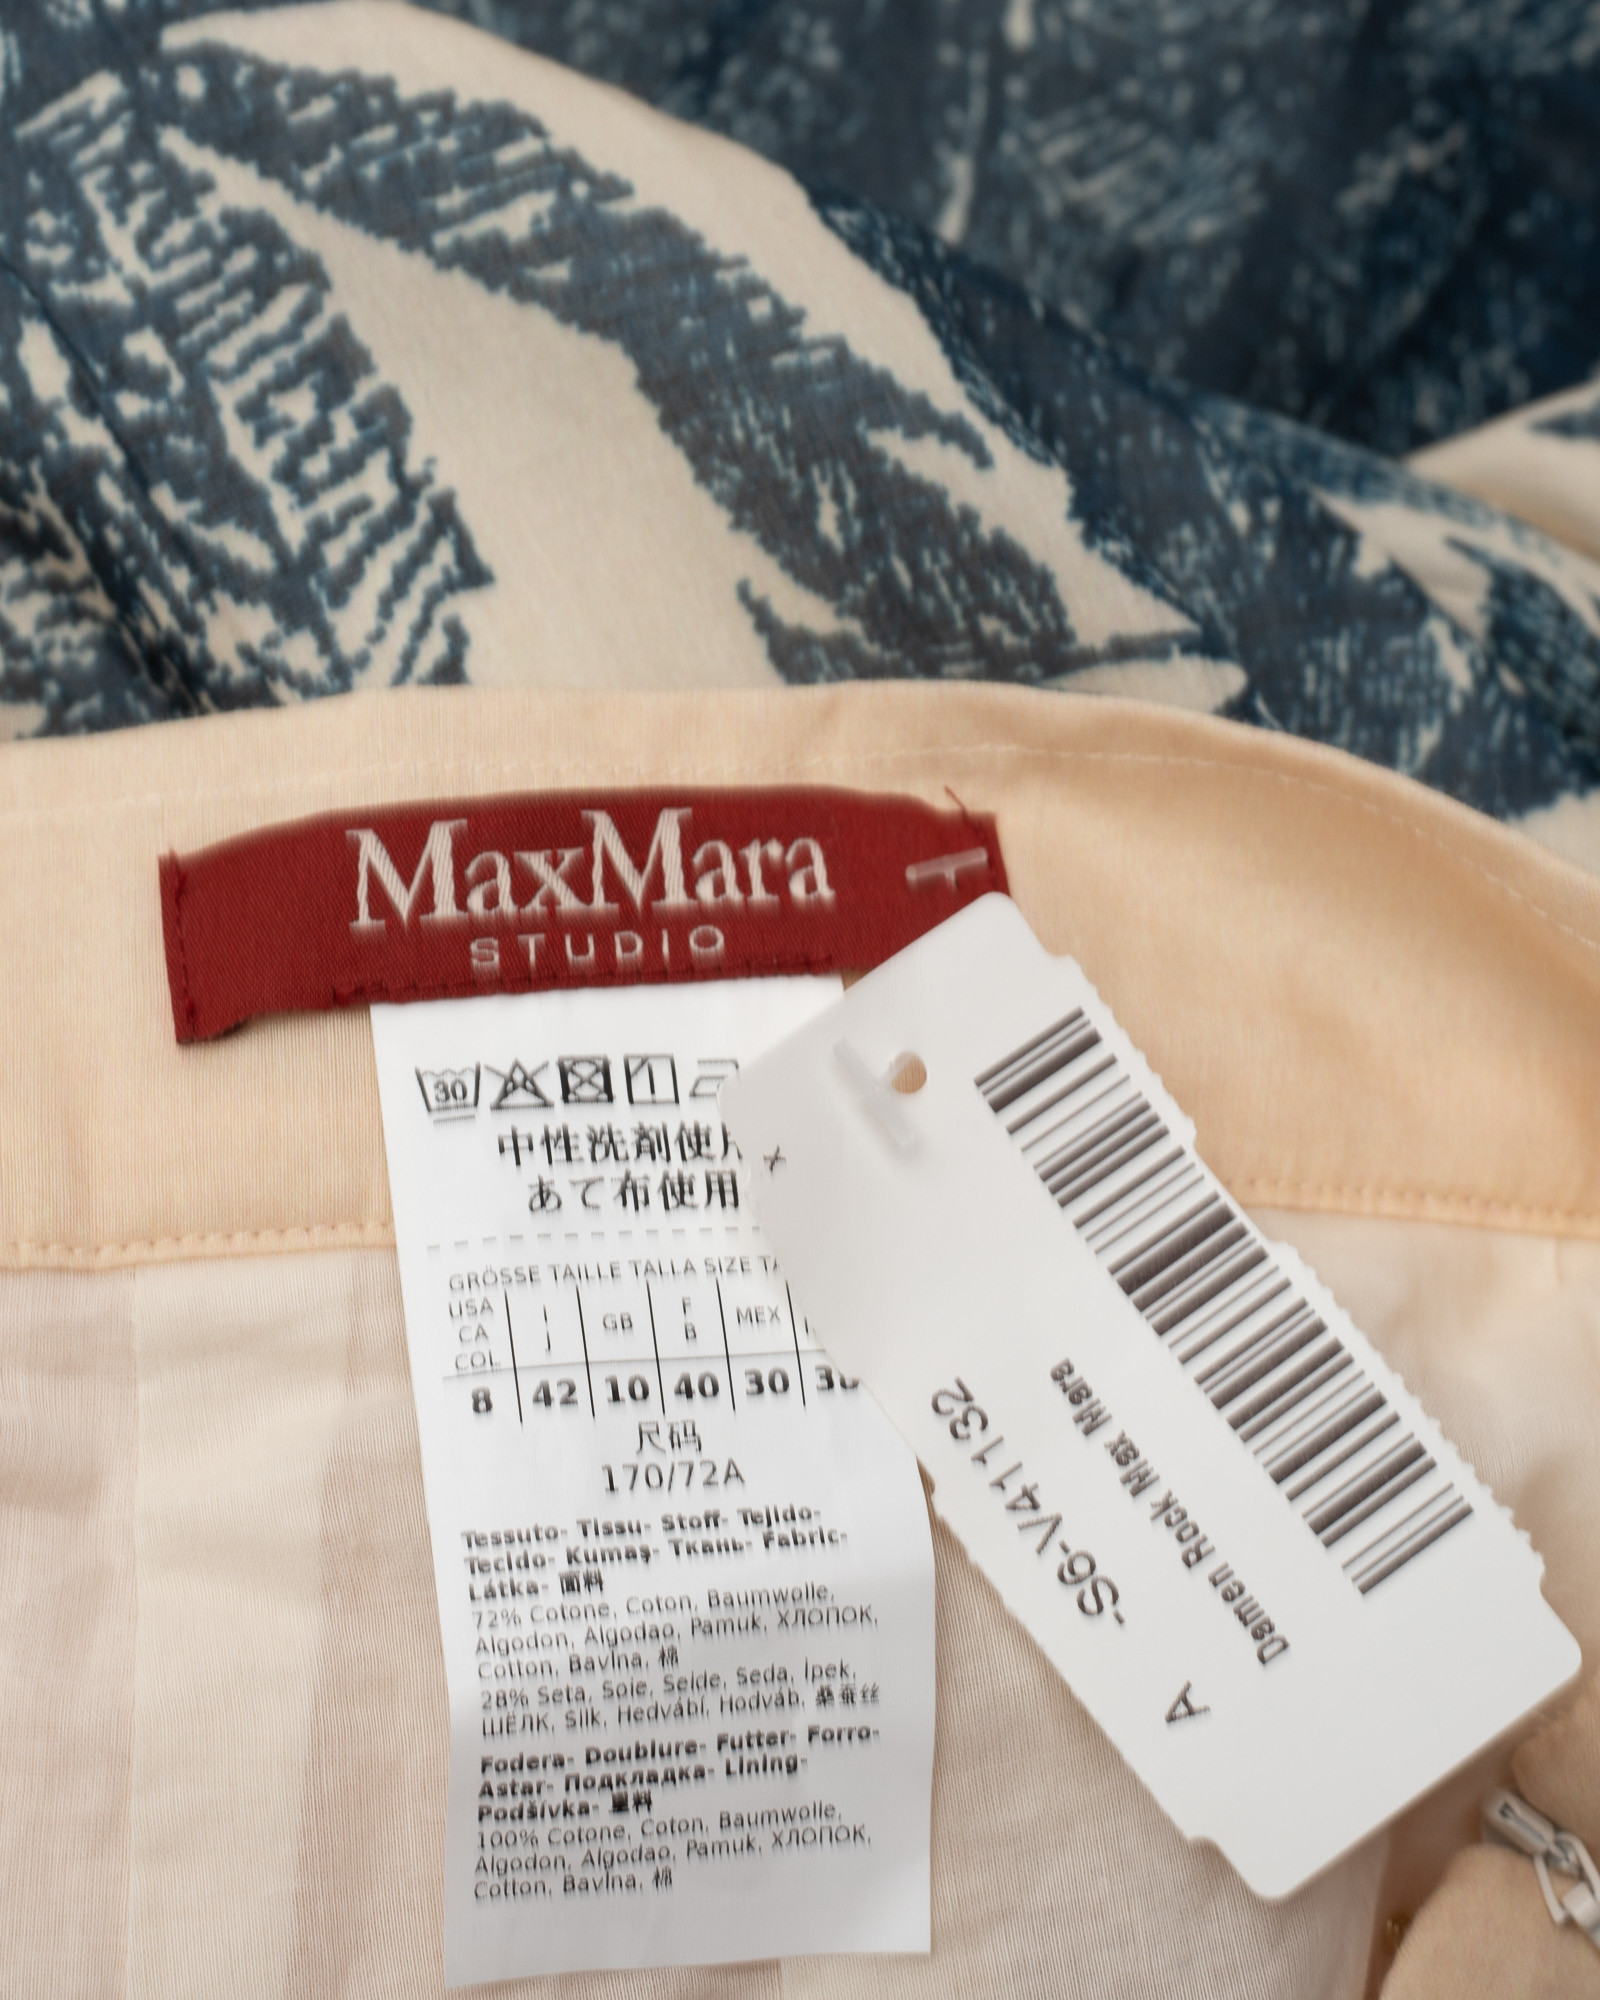 MaxMara
STUDIO
30
中性洗剤使用
あて布使用
GRÖSSE TAILLE TALLA SIZE
USA CA COL
I J
GB
F B
MEX
8 42 10 40 30
尺码
170/72A
Tessuto- Tissu- Stoff- Tejido-
Tecido- Kumaş- Ткань- Fabric-
Látka- 面料
72% Cotone, Coton, Baumwolle,
Algodon, Algodao, Pamuk, ХЛОПОК,
Cotton, Bavlna, 棉
28% Seta, Soie, Seide, Seda, İpek,
ШЁЛК, Silk, Hedvábí, Hodváb, 桑蚕丝
Fodera- Doublure- Futter- Forro-
Astar- Подкладка- Lining-
Podšívka- 里料
100% Cotone, Coton, Baumwolle,
Algodon, Algodao, Pamuk, ХЛОПОК,
Cotton, Bavlna, 棉
Damen Rock Max Mara
-S6-V41132
A